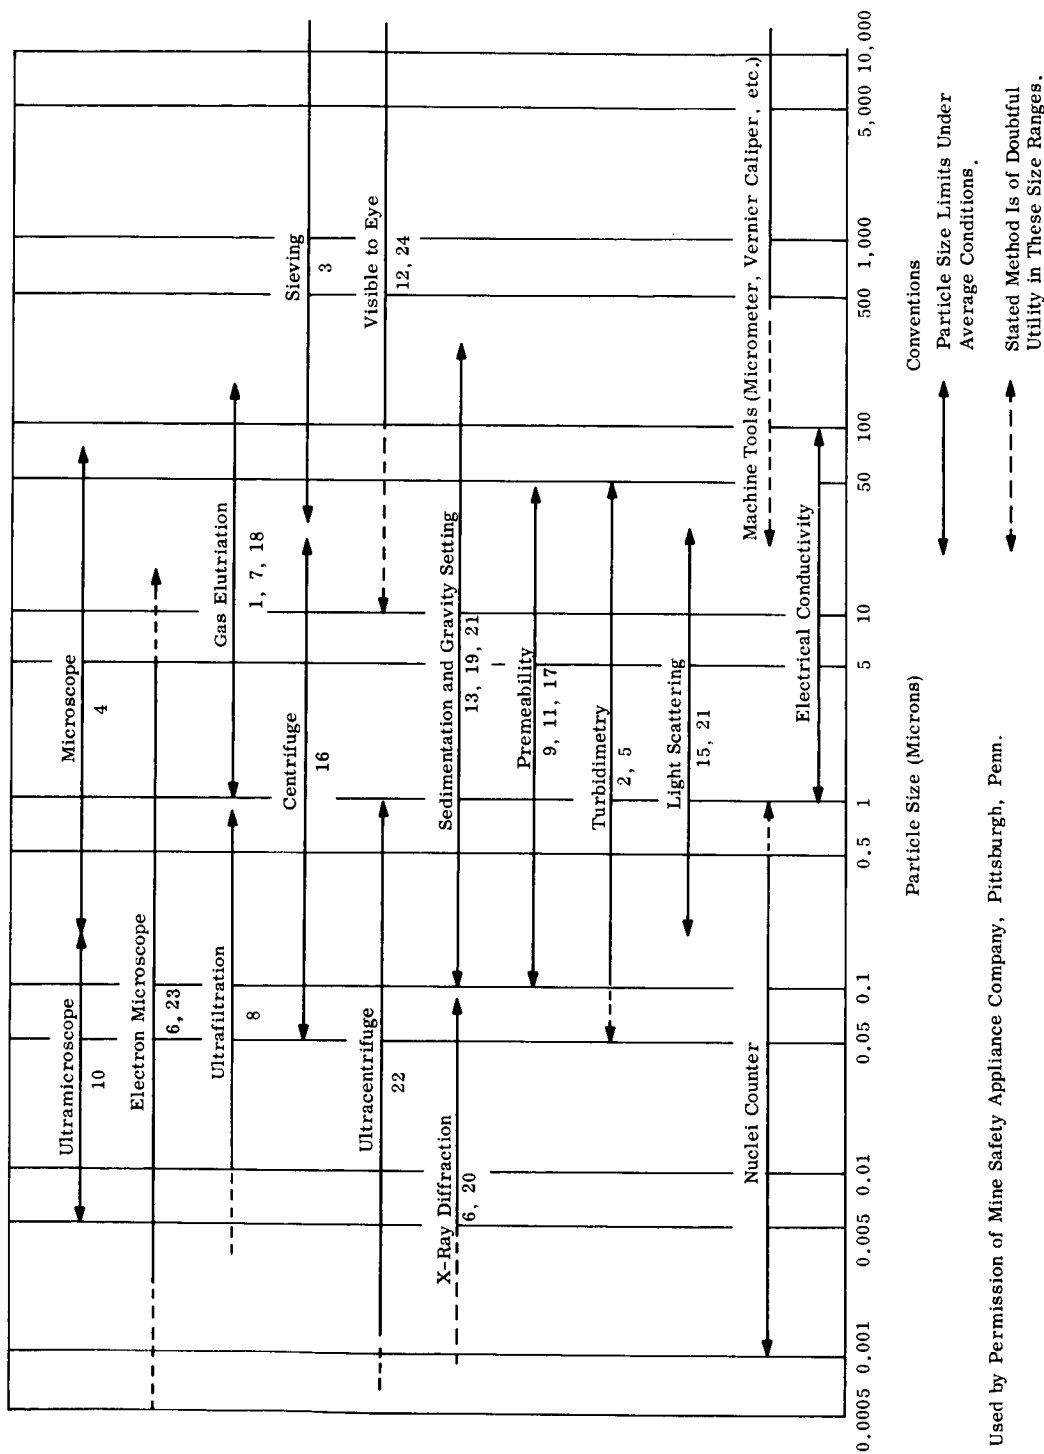 Ultramicroscope
10
Microscope
4
Electron Microscope
6, 23
Ultrafiltration
8
Gas Elutriation
1, 7, 18
Centrifuge
16
Sieving
3
Ultracentrifuge
22
Visible to Eye
12, 24
X-Ray Diffraction
6, 20
Sedimentation and Gravity Setting
13, 19, 21
Premeability
9, 11, 17
Turbidimetry
2, 5
Light Scattering
15, 21
Nuclei Counter
Machine Tools (Micrometer, Vernier Caliper, etc.)
Electrical Conductivity
0.0005 0.001 0.005 0.01 0.05 0.1 0.5 1 5 10 50 100 500 1,000 5,000 10,000
Particle Size (Microns)
Conventions
Particle Size Limits Under
Average Conditions.
Stated Method Is of Doubtful
Utility in These Size Ranges.
Used by Permission of Mine Safety Appliance Company, Pittsburgh, Penn.